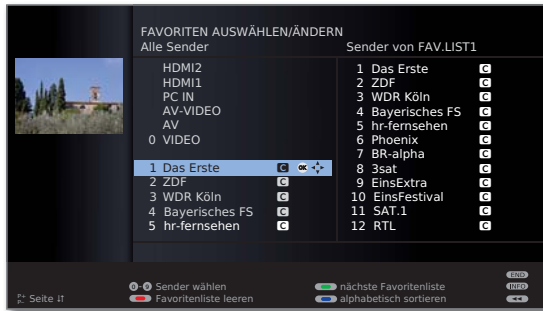 FAVORITEN AUSWÄHLEN/ÄNDERN
Alle Sender
HDMI2
HDMI1
PC IN
AV-VIDEO
AV
0 VIDEO
1 Das Erste C OK
2 ZDF C
3 WDR Köln C
4 Bayerisches FS C
5 hr-fernsehen C
Sender von FAV.LIST1
1 Das Erste C
2 ZDF C
3 WDR Köln C
4 Bayerisches FS C
5 hr-fernsehen C
6 Phoenix C
7 BR-alpha C
8 3sat C
9 EinsExtra C
10 EinsFestival C
11 SAT.1 C
12 RTL C
P+ P– Seite ↓↑
0-9 Sender wählen
Favoritenliste leeren
nächste Favoritenliste
alphabetisch sortieren
END
INFO